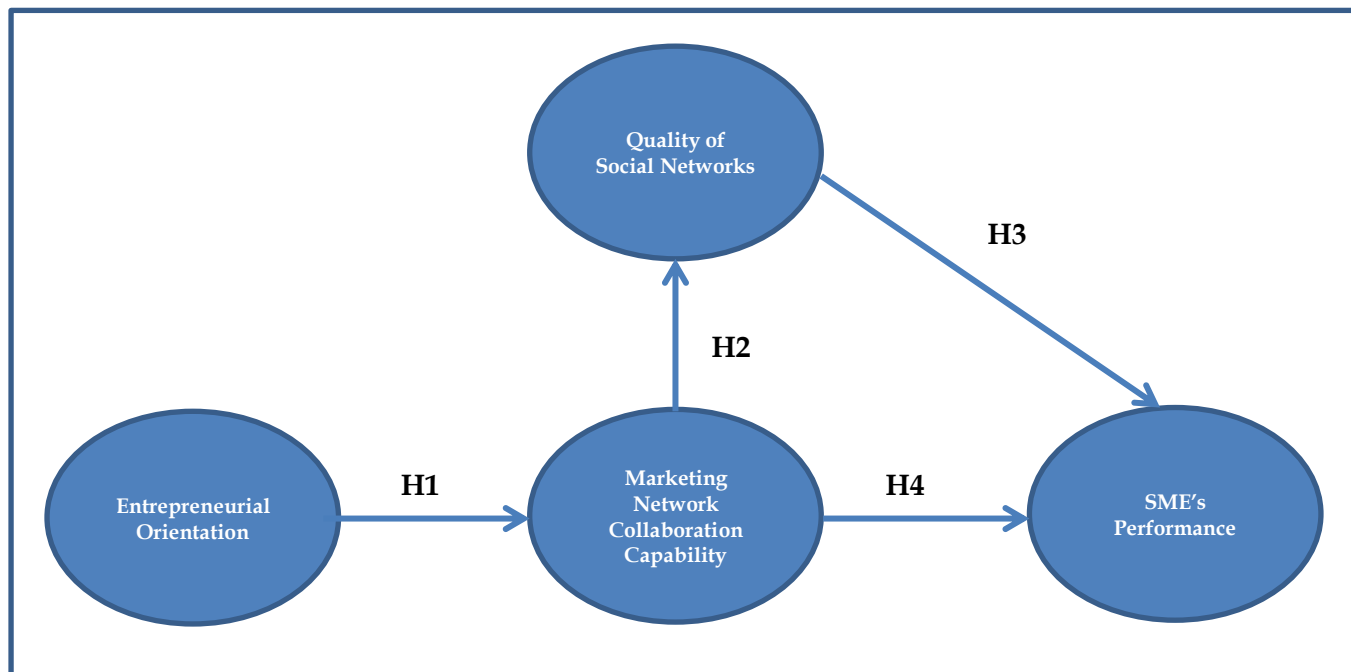 Quality of
Social Networks
H3
H2
Entrepreneurial
Orientation
H1
Marketing
Network
Collaboration
Capability
H4
SME’s
Performance